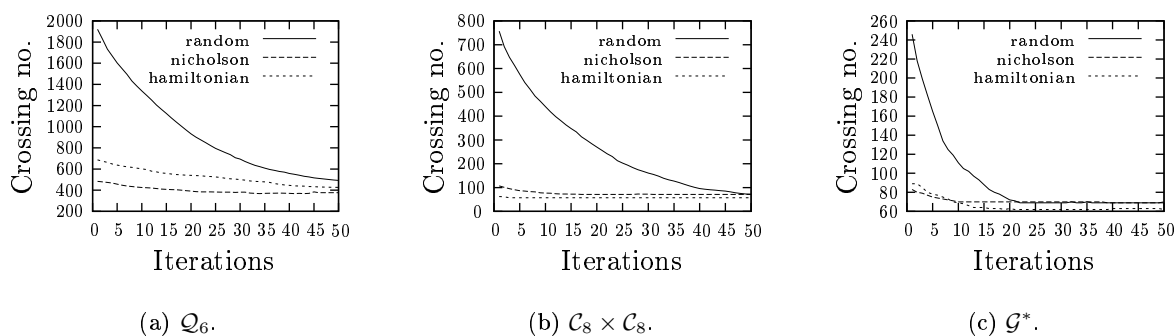 Crossing no.
2000
1800
1600
1400
1200
1000
800
600
400
200
random
nicholson
hamiltonian
0 5 10 15 20 25 30 35 40 45 50
Iterations
(a) Q6.
Crossing no.
800
700
600
500
400
300
200
100
0
random
nicholson
hamiltonian
0 5 10 15 20 25 30 35 40 45 50
Iterations
(b) C8 × C8.
Crossing no.
260
240
220
200
180
160
140
120
100
80
60
random
nicholson
hamiltonian
0 5 10 15 20 25 30 35 40 45 50
Iterations
(c) G*.